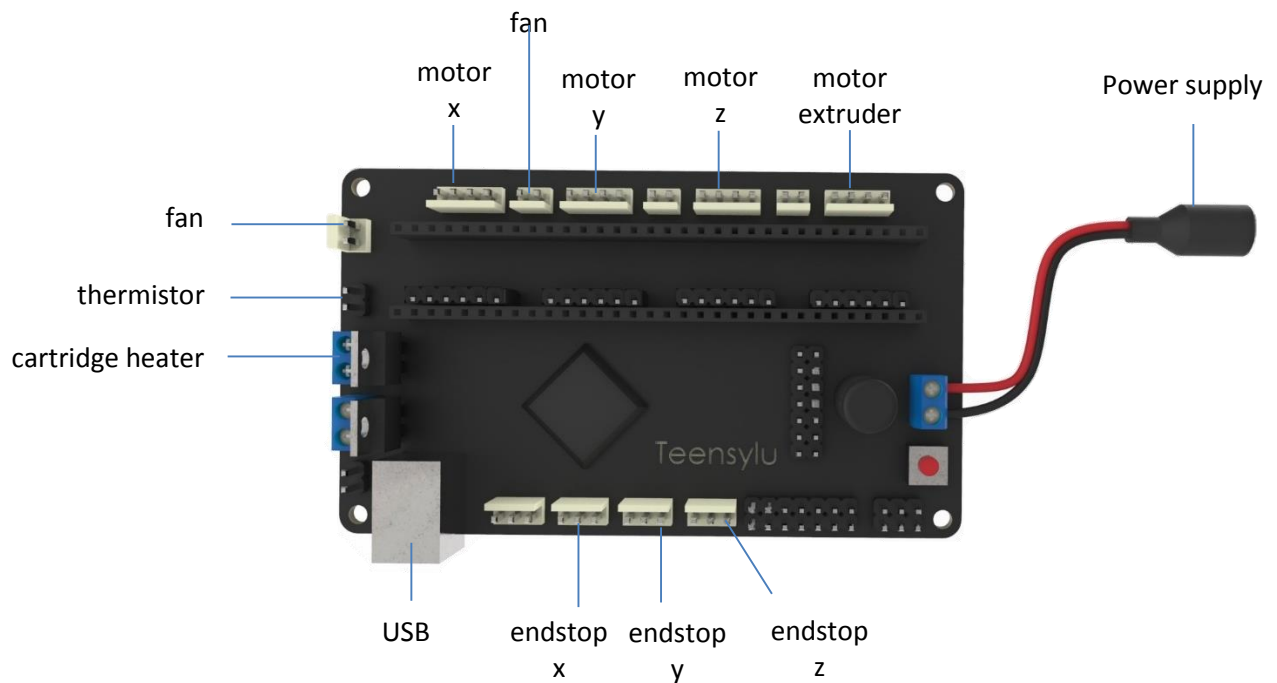 fan
motor
x
motor
y
motor
z
motor
extruder
Power supply
fan
thermistor
cartridge heater
Teensylu
USB
endstop
x
endstop
y
endstop
z